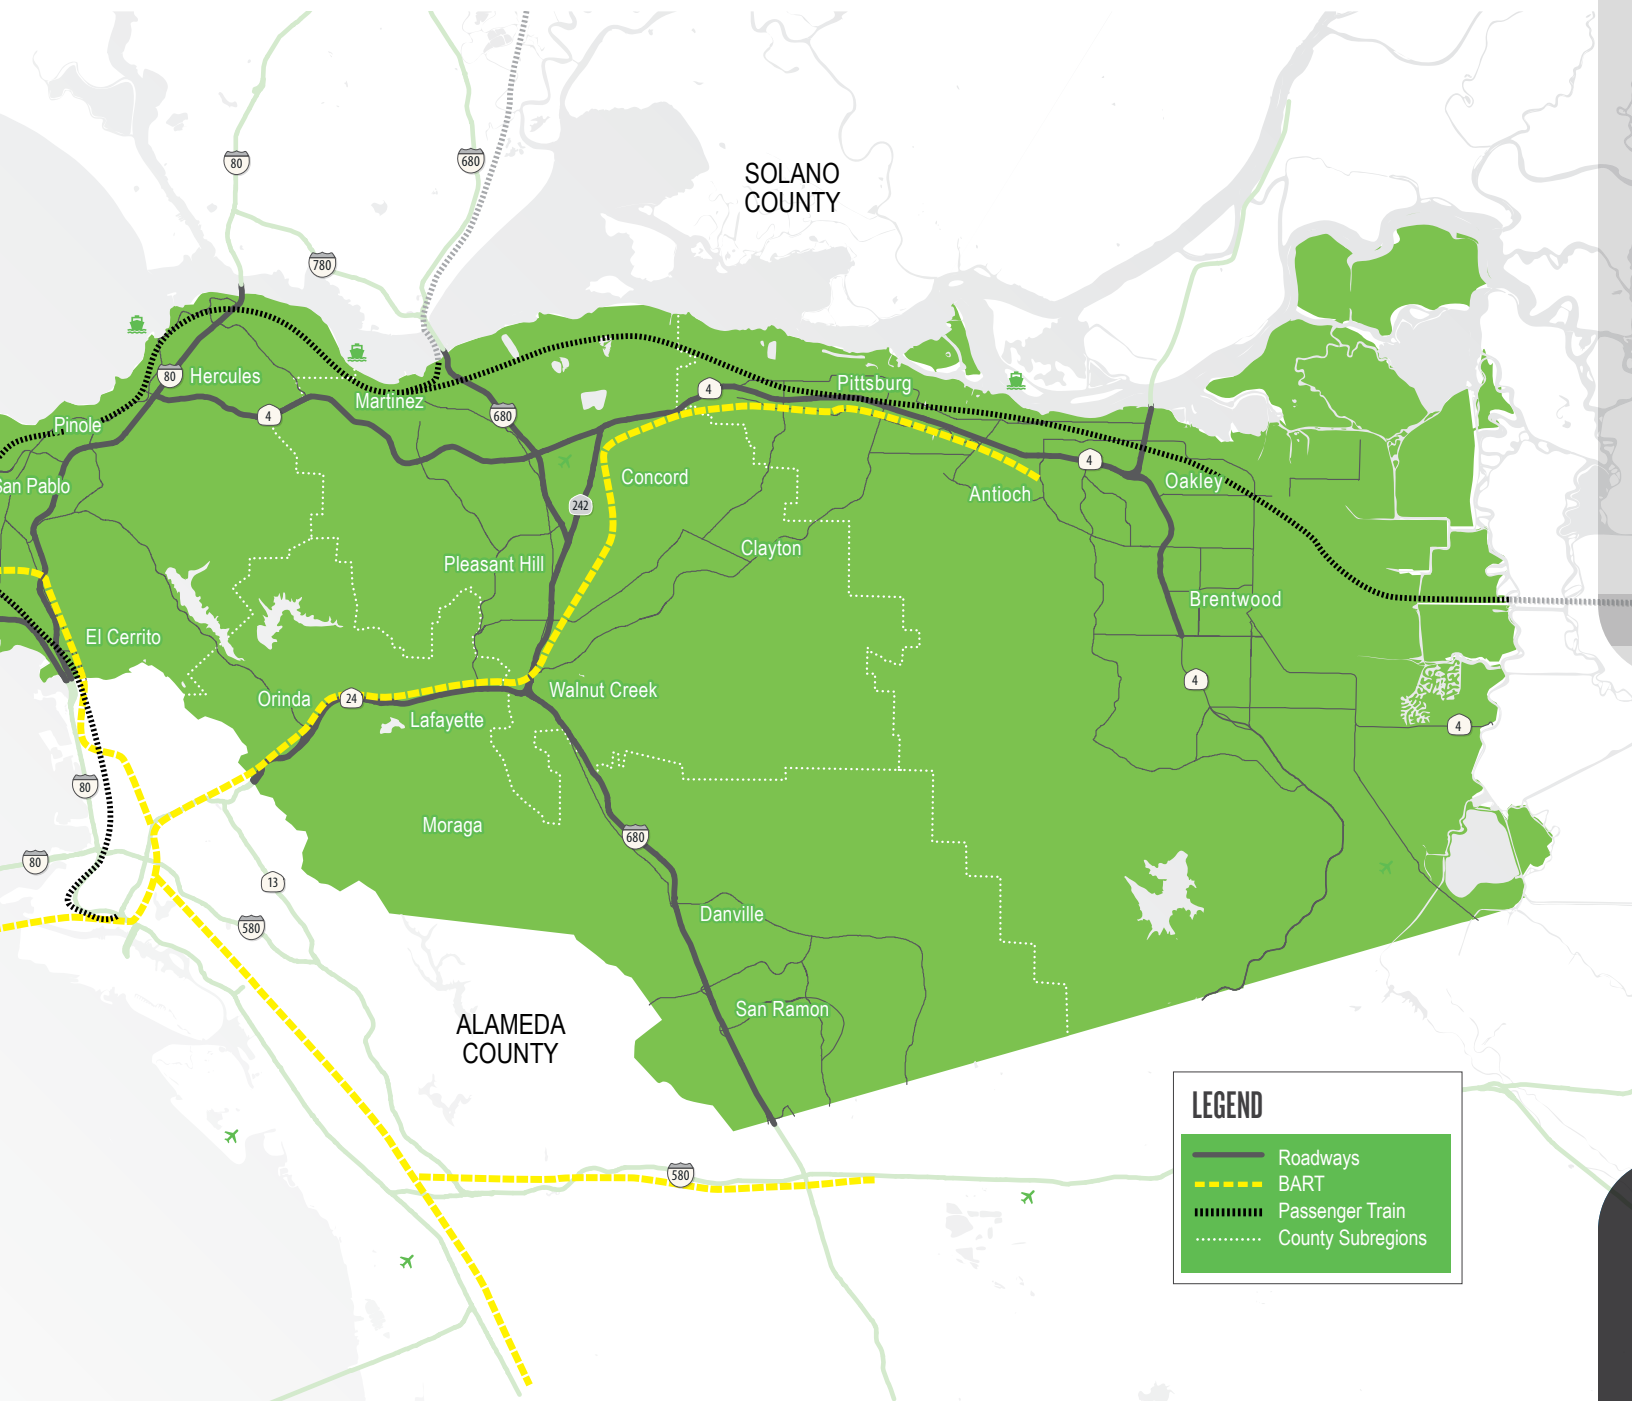 80
680
SOLANO
COUNTY
780
80
Hercules
4
Martinez
680
4
Pittsburg
Pinole
4
San Pablo
Concord
242
Antioch
Oakley
Clayton
Pleasant Hill
Brentwood
El Cerrito
Orinda
24
Lafayette
Walnut Creek
4
4
80
Moraga
680
80
13
580
Danville
San Ramon
ALAMEDA
COUNTY
580
LEGEND
Roadways
BART
Passenger Train
County Subregions